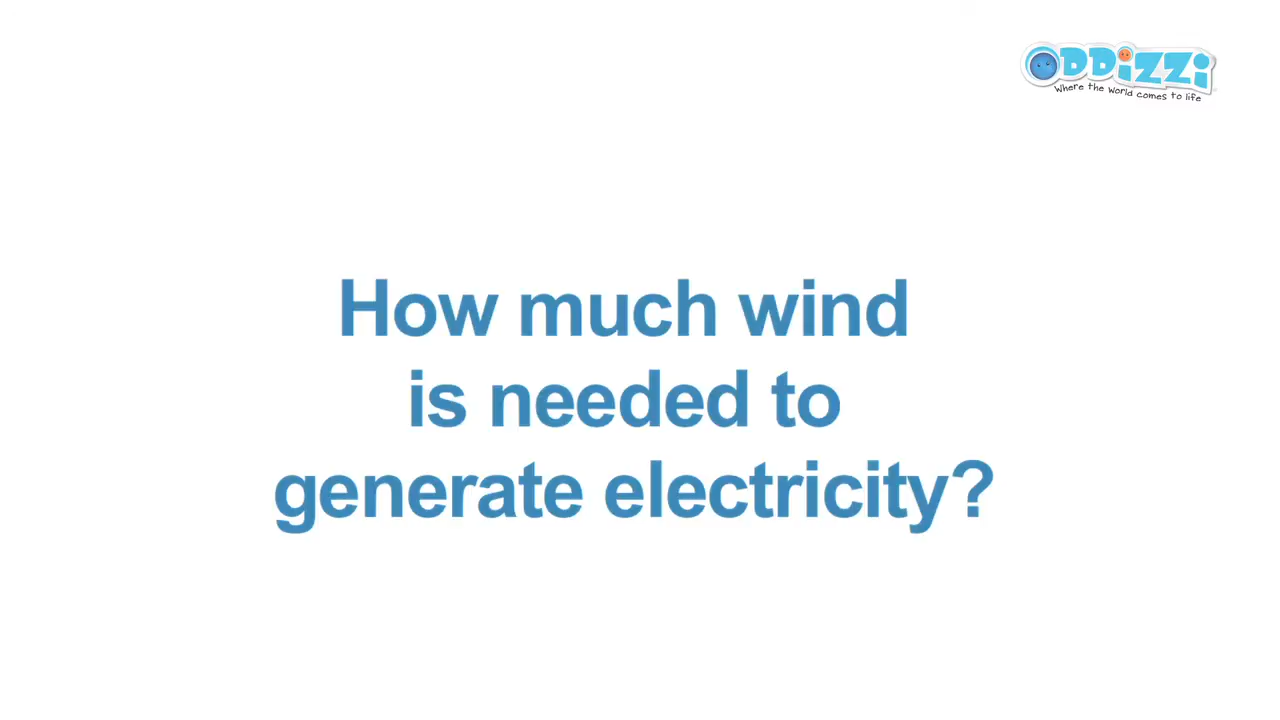 ODDizzi
Where the World comes to life
How much wind
is needed to
generate electricity?